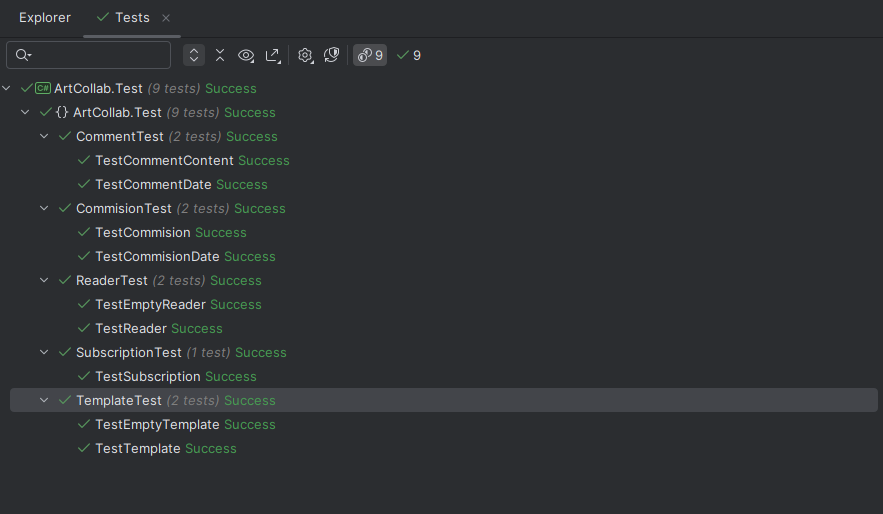 Explorer Tests
9 9
C# ArtCollab.Test (9 tests) Success
{} ArtCollab.Test (9 tests) Success
CommentTest (2 tests) Success
TestCommentContent Success
TestCommentDate Success
CommisionTest (2 tests) Success
TestCommision Success
TestCommisionDate Success
ReaderTest (2 tests) Success
TestEmptyReader Success
TestReader Success
SubscriptionTest (1 test) Success
TestSubscription Success
TemplateTest (2 tests) Success
TestEmptyTemplate Success
TestTemplate Success